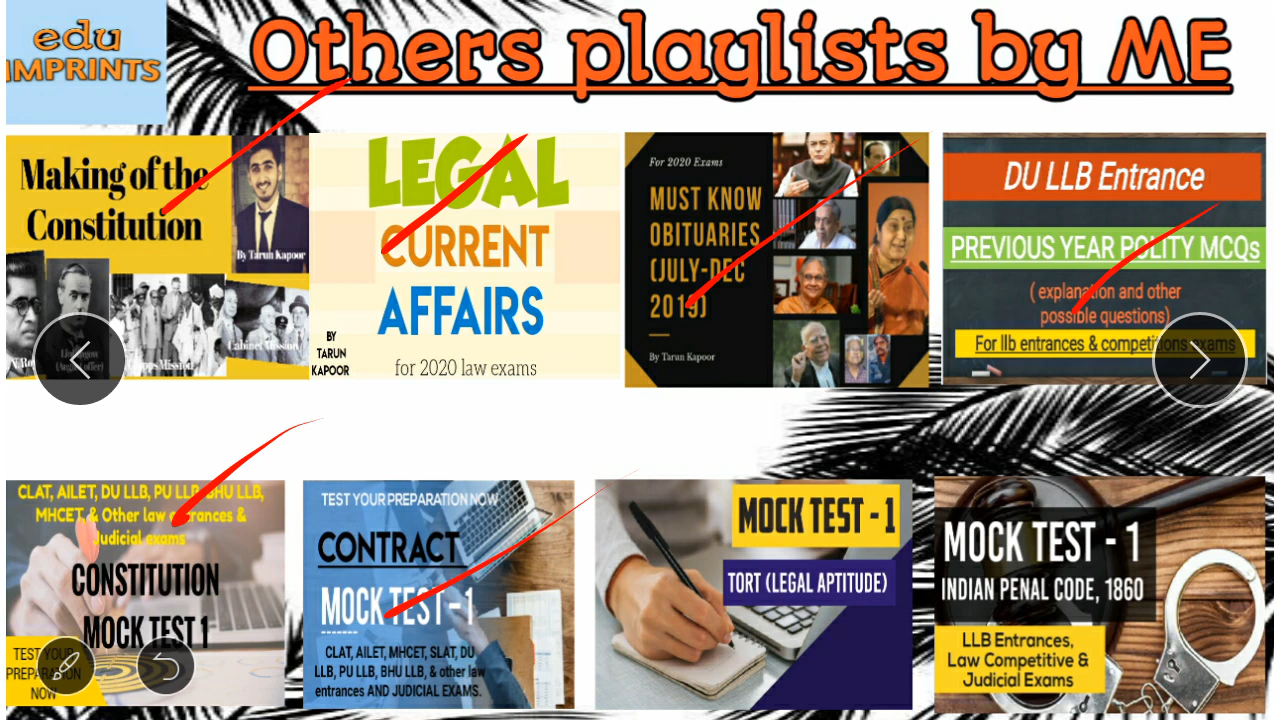 edu
IMPRINTS
Others playlists by ME
Making of the
Constitution
By Tarun Kapoor
Cabinet Mission
LEGAL
CURRENT
AFFAIRS
BY
TARUN
KAPOOR
for 2020 law exams
For 2020 Exams
MUST KNOW
OBITUARIES
(JULY-DEC
2019)
By Tarun Kapoor
DU LLB Entrance
PREVIOUS YEAR POLITY MCQs
( explanation and other
possible questions)
For llb entrances & competitions exams
CLAT, AILET, DU LLB, PU LLB, BHU LLB,
MHCET, & Other law entrances &
Judicial exams
CONSTITUTION
MOCK TEST 1
TEST YOUR
PREPARATION
NOW
TEST YOUR PREPARATION NOW
CONTRACT
MOCK TEST - 1
CLAT, AILET, MHCET, SLAT, DU
LLB, PU LLB, BHU LLB, & other law
entrances AND JUDICIAL EXAMS.
MOCK TEST - 1
TORT (LEGAL APTITUDE)
MOCK TEST - 1
INDIAN PENAL CODE, 1860
LLB Entrances,
Law Competitive &
Judicial Exams